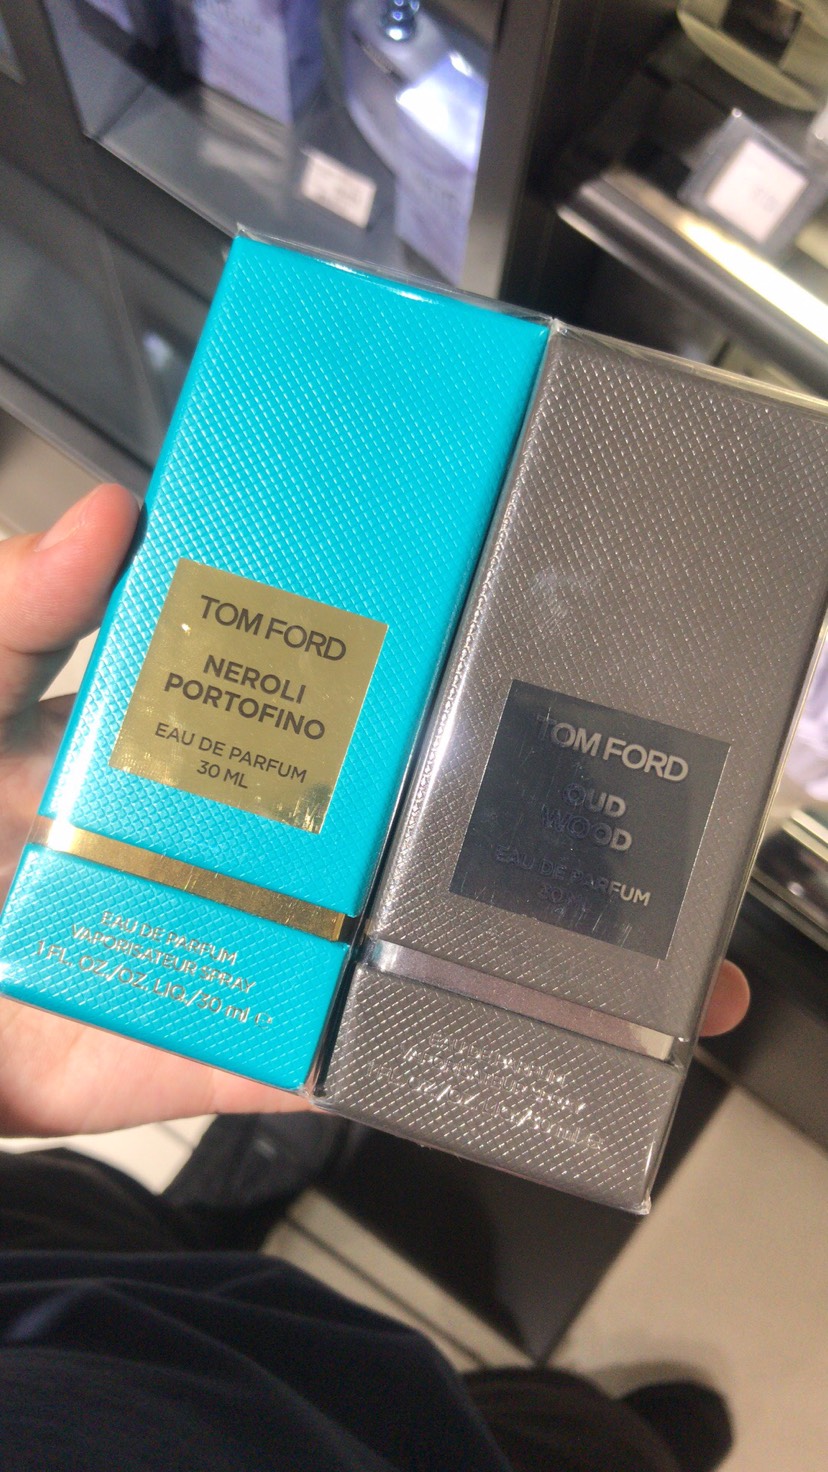 TOM FORD
NEROLI
PORTOFINO
EAU DE PARFUM
30 ML
EAU DE PARFUM
VAPORISATEUR SPRAY
1 FL. OZ./OZ. LIQ./30 ml ℮
TOM FORD
OUD
WOOD
EAU DE PARFUM